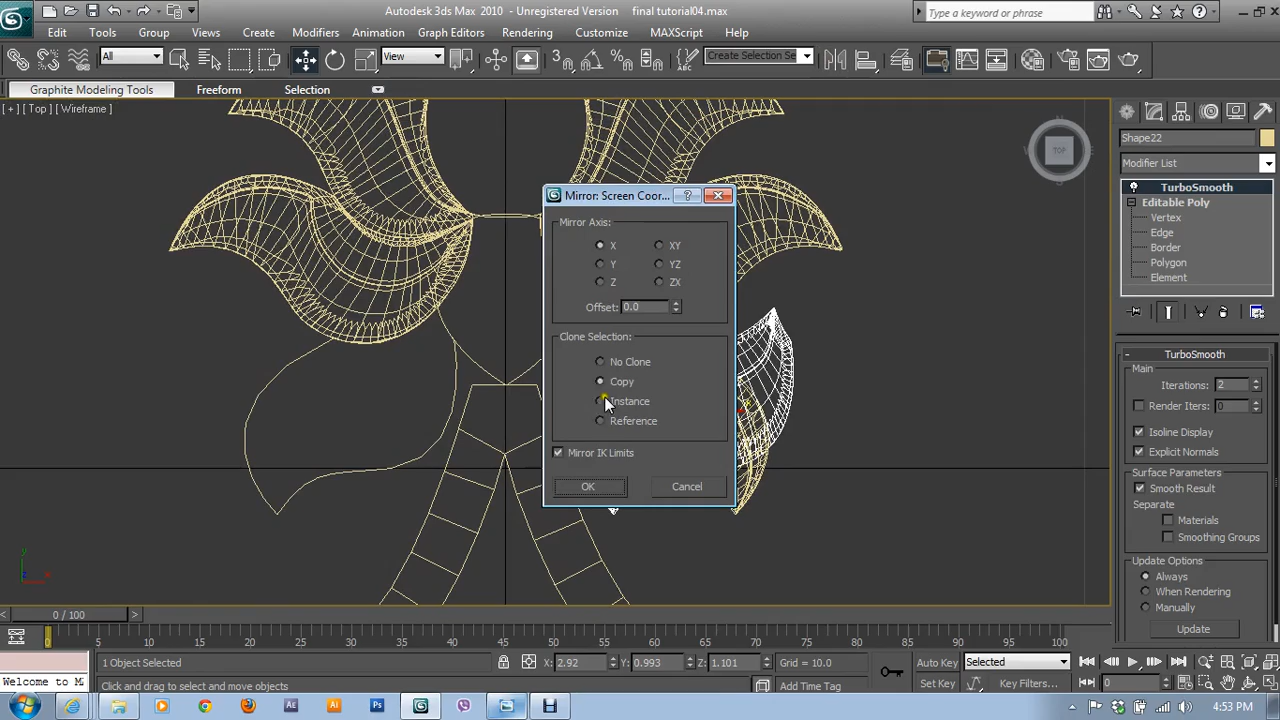 Autodesk 3ds Max 2010 - Unregistered Version final tutorial04.max
Type a keyword or phrase
Edit Tools Group Views Create Modifiers Animation Graph Editors Rendering Customize MAXScript Help
All View Create Selection Se
Graphite Modeling Tools Freeform Selection
[ + ] [ Top ] [ Wireframe ]
TOP
Shape22
Modifier List
TurboSmooth
Editable Poly
Vertex
Edge
Border
Polygon
Element
Mirror: Screen Coor...
Mirror Axis:
X XY
Y YZ
Z ZX
Offset: 0.0
Clone Selection:
No Clone
Copy
Instance
Reference
Mirror IK Limits
OK Cancel
TurboSmooth
Main
Iterations: 2
Render Iters: 0
Isoline Display
Explicit Normals
Surface Parameters
Smooth Result
Separate
Materials
Smoothing Groups
Update Options
Always
When Rendering
Manually
Update
0 / 100
0 5 10 15 20 25 30 35 40 45 50 55 60 65 70 75 80 85 90 95 100
1 Object Selected X: 2.92 Y: 0.993 Z: 1.101 Grid = 10.0 Auto Key Selected
Welcome to M Click and drag to select and move objects Add Time Tag Set Key Key Filters... 0
4:53 PM